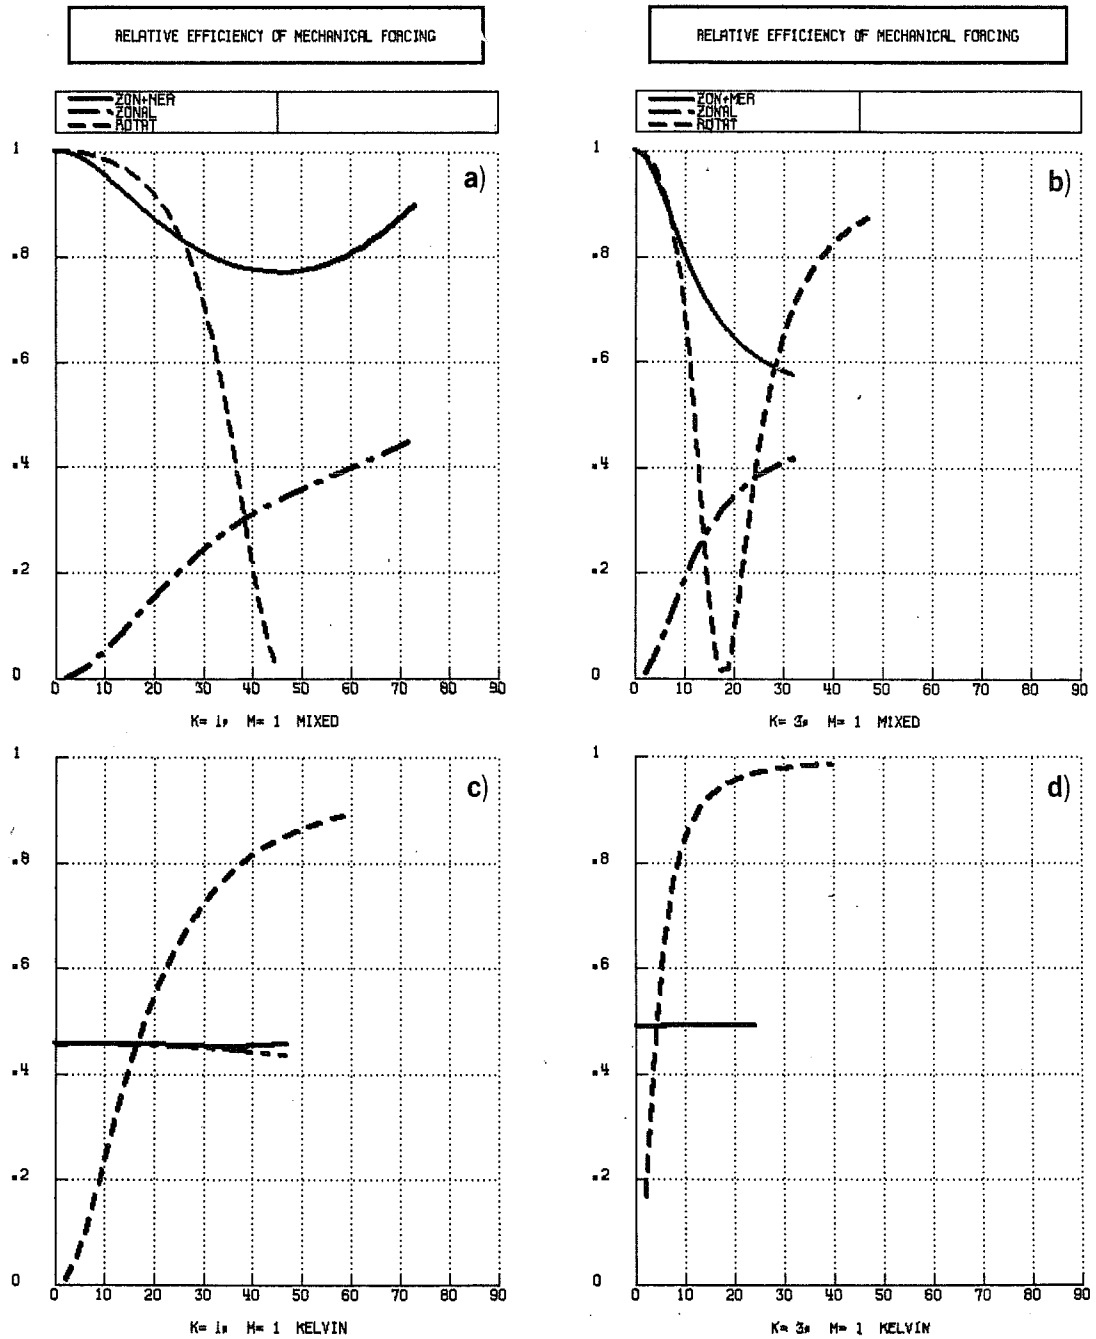 RELATIVE EFFICIENCY OF MECHANICAL FORCING
ZON+MER
ZONAL
ROTAT
a)
1
.8
.6
.4
.2
0
0 10 20 30 40 50 60 70 80 90
K= 1, M= 1 MIXED
RELATIVE EFFICIENCY OF MECHANICAL FORCING
ZON+MER
ZONAL
ROTAT
b)
1
.8
.6
.4
.2
0
0 10 20 30 40 50 60 70 80 90
K= 3, M= 1 MIXED
c)
1
.8
.6
.4
.2
0
0 10 20 30 40 50 60 70 80 90
K= 1, M= 1 KELVIN
d)
1
.8
.6
.4
.2
0
0 10 20 30 40 50 60 70 80 90
K= 3, M= 1 KELVIN